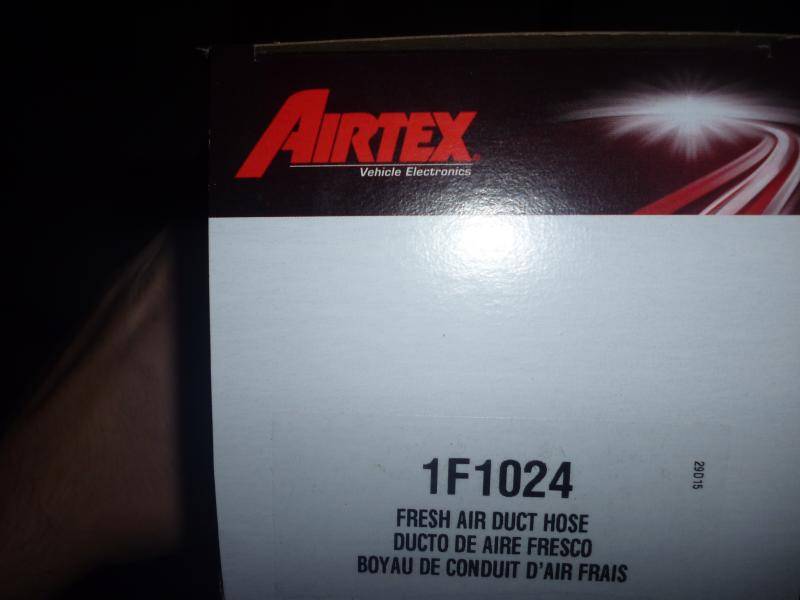 AIRTEX
Vehicle Electronics
1F1024
29015
FRESH AIR DUCT HOSE
DUCTO DE AIRE FRESCO
BOYAU DE CONDUIT D'AIR FRAIS